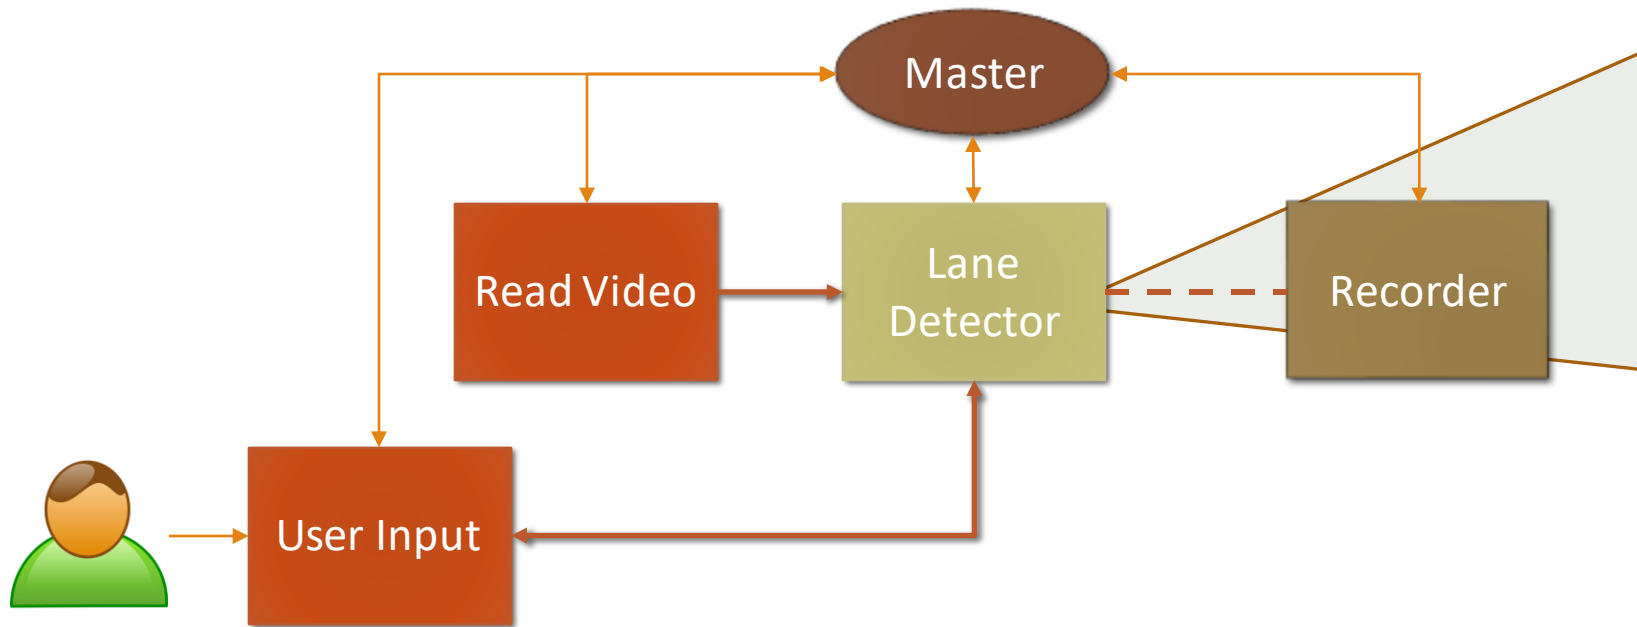 Master
Read Video
Lane
Detector
Recorder
User Input